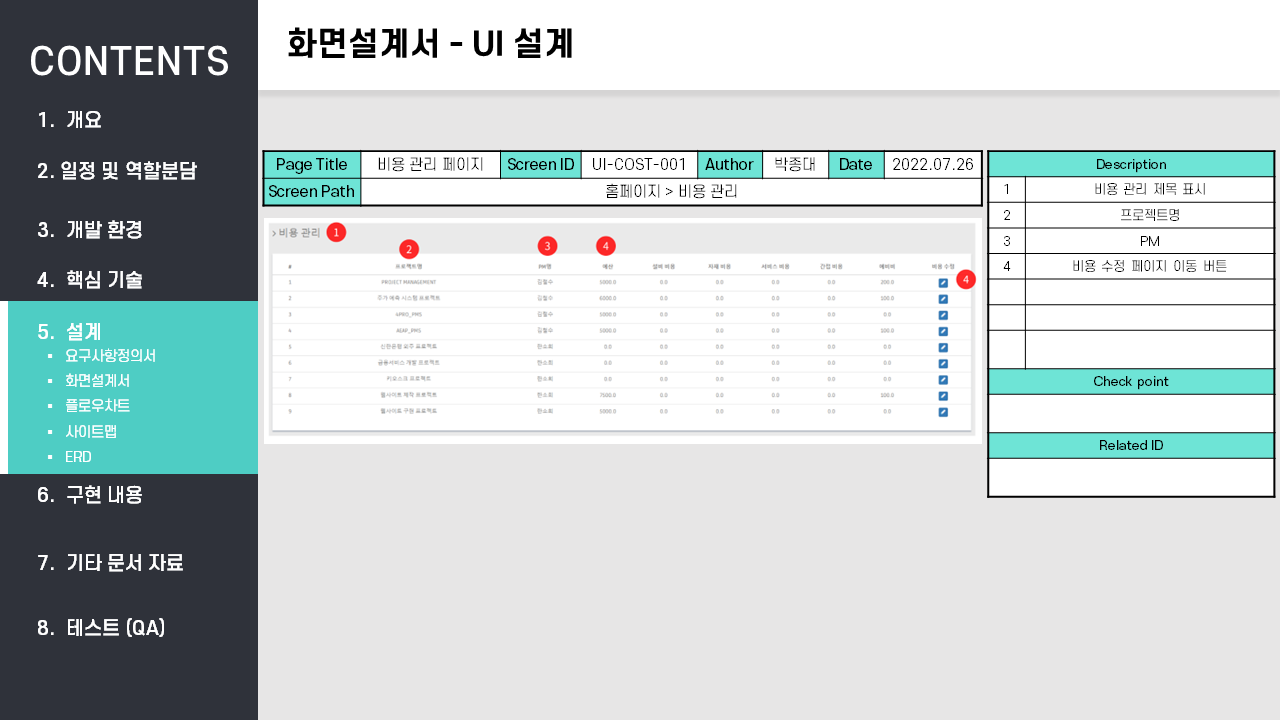 CONTENTS
1. 개요
2. 일정 및 역할분담
3. 개발 환경
4. 핵심 기술
5. 설계
▪ 요구사항정의서
▪ 화면설계서
▪ 플로우차트
▪ 사이트맵
▪ ERD
6. 구현 내용
7. 기타 문서 자료
8. 테스트 (QA)
화면설계서 - UI 설계
Page Title 비용 관리 페이지 Screen ID UI-COST-001 Author 박종대 Date 2022.07.26
Screen Path 홈페이지 > 비용 관리
> 비용 관리 1
2 3 4
# 프로젝트명 PM명 예산 설비 비용 자재 비용 서비스 비용 간접 비용 예비비 비용 수정
4
1 PROJECT MANAGEMENT 김철수 5000.0 0.0 0.0 0.0 0.0 200.0
2 주가 예측 시스템 프로젝트 김철수 6000.0 0.0 0.0 0.0 0.0 100.0
3 4PRO_PMS 김철수 5000.0 0.0 0.0 0.0 0.0 0.0
4 ASAP_PMS 김철수 5000.0 0.0 0.0 0.0 0.0 100.0
5 신한은행 외주 프로젝트 한소희 0.0 0.0 0.0 0.0 0.0 0.0
6 금융서비스 개발 프로젝트 한소희 0.0 0.0 0.0 0.0 0.0 0.0
7 키오스크 프로젝트 한소희 0.0 0.0 0.0 0.0 0.0 0.0
8 웹사이트 제작 프로젝트 한소희 7000.0 0.0 0.0 0.0 0.0 100.0
9 웹사이트 구현 프로젝트 한소희 5000.0 0.0 0.0 0.0 0.0 0.0
Description
1 비용 관리 제목 표시
2 프로젝트명
3 PM
4 비용 수정 페이지 이동 버튼
Check point
Related ID